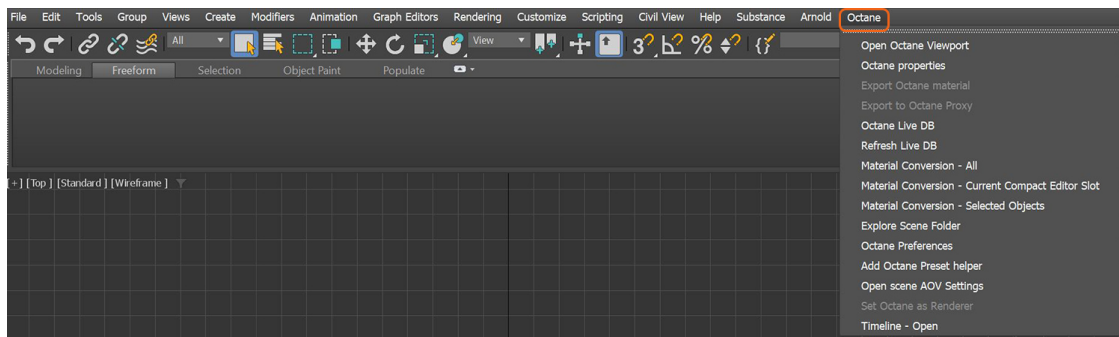 File Edit Tools Group Views Create Modifiers Animation Graph Editors Rendering Customize Scripting Civil View Help Substance Arnold Octane
All View 3
Modeling Freeform Selection Object Paint Populate
[+] [Top ] [Standard ] [Wireframe ]
Open Octane Viewport
Octane properties
Export Octane material
Export to Octane Proxy
Octane Live DB
Refresh Live DB
Material Conversion - All
Material Conversion - Current Compact Editor Slot
Material Conversion - Selected Objects
Explore Scene Folder
Octane Preferences
Add Octane Preset helper
Open scene AOV Settings
Set Octane as Renderer
Timeline - Open